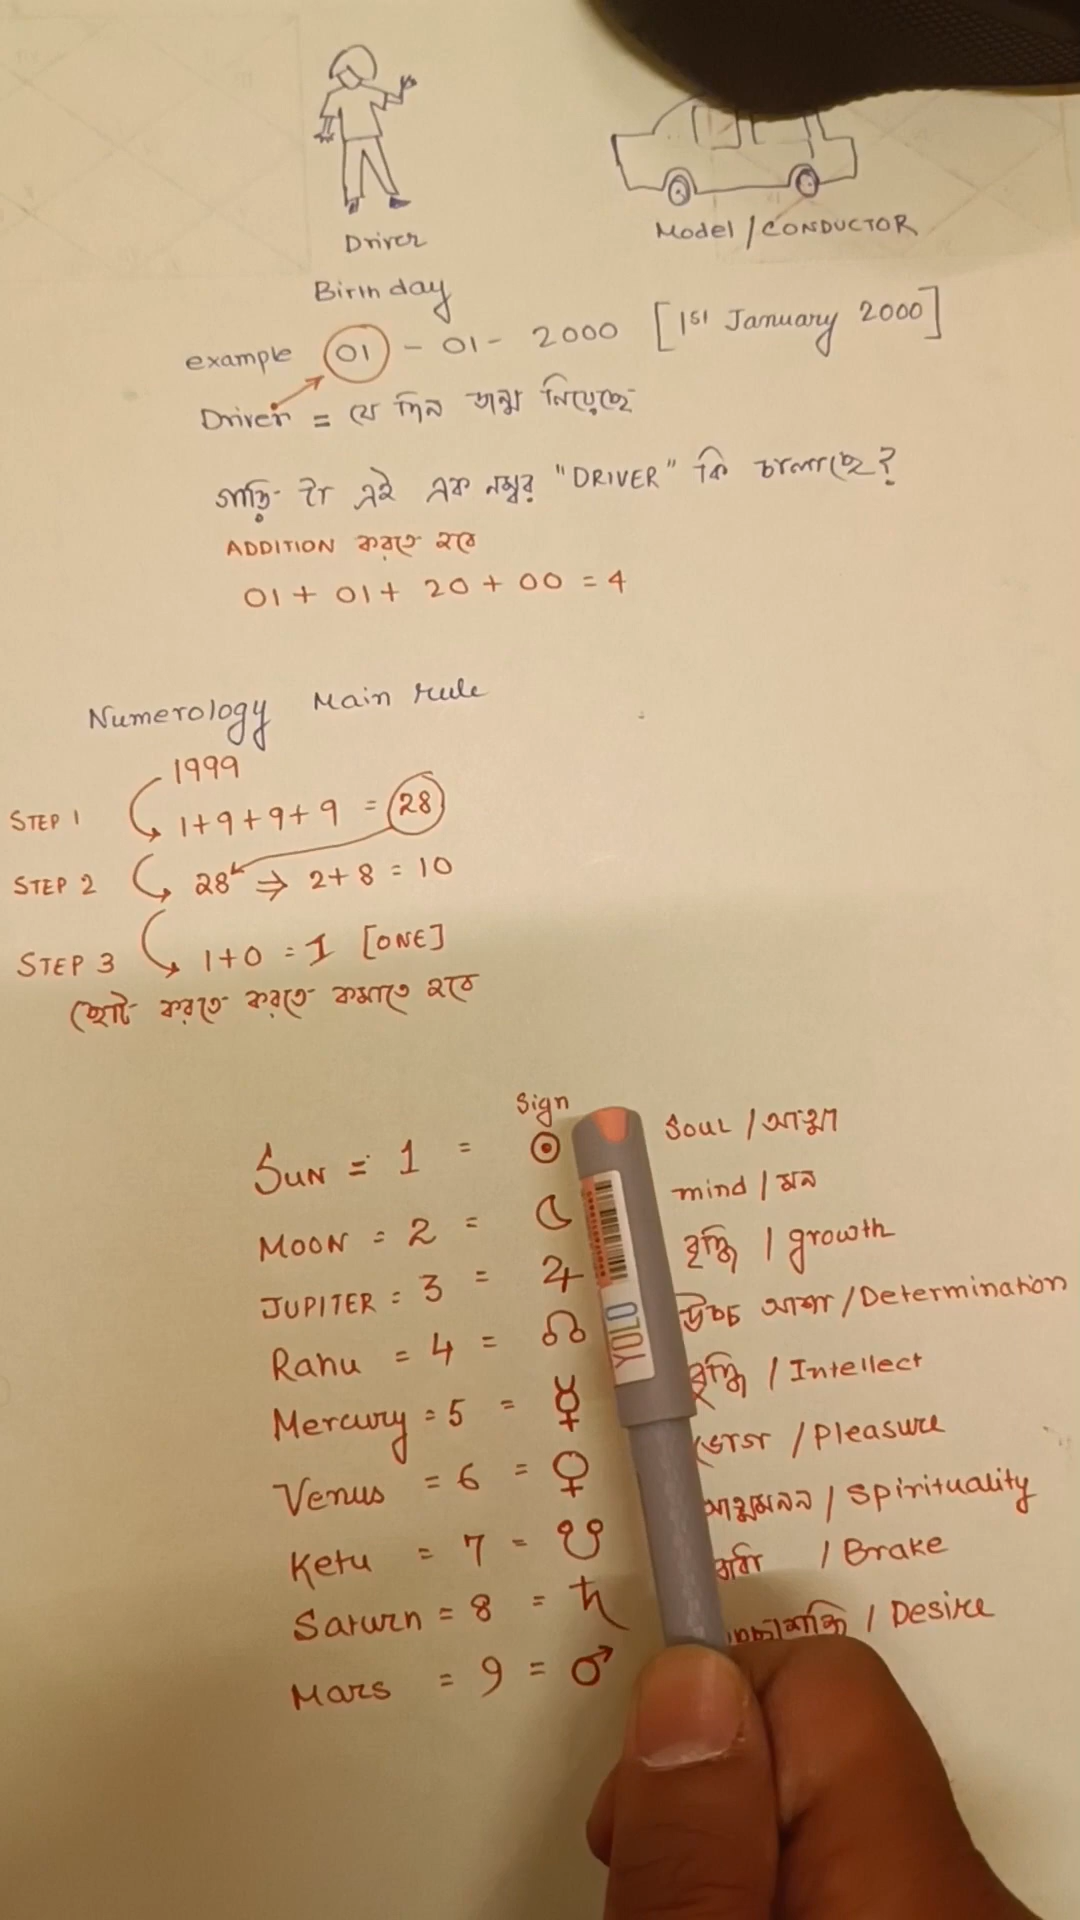 Driver
Model / CONDUCTOR
Birthday
example 01 - 01 - 2000 [1st January 2000]
Driver = যে দিন জন্ম নিয়েছে
গাড়ি টা এই এক নম্বর "DRIVER" কি চালাচ্ছে?
ADDITION করতে হবে
01 + 01 + 20 + 00 = 4
Numerology Main rule
1999
STEP 1 1+9+9+9 = 28
STEP 2 28 ⇒ 2+8 = 10
STEP 3 1+0 = 1 [ONE]
ছোট করতে করতে কমাতে হবে
Sign
SUN = 1 = ☉ Soul / আত্মা
MOON = 2 = ☾ mind / মন
JUPITER = 3 = ♃ বৃদ্ধি / growth
Rahu = 4 = ☊ উচ্চ আশা / Determination
Mercury = 5 = ☿ বুদ্ধি / Intellect
Venus = 6 = ♀ ভোগ / Pleasure
Ketu = 7 = ☋ / Spirituality
Saturn = 8 = ♄ / Brake
Mars = 9 = ♂ / Desire
YOLO